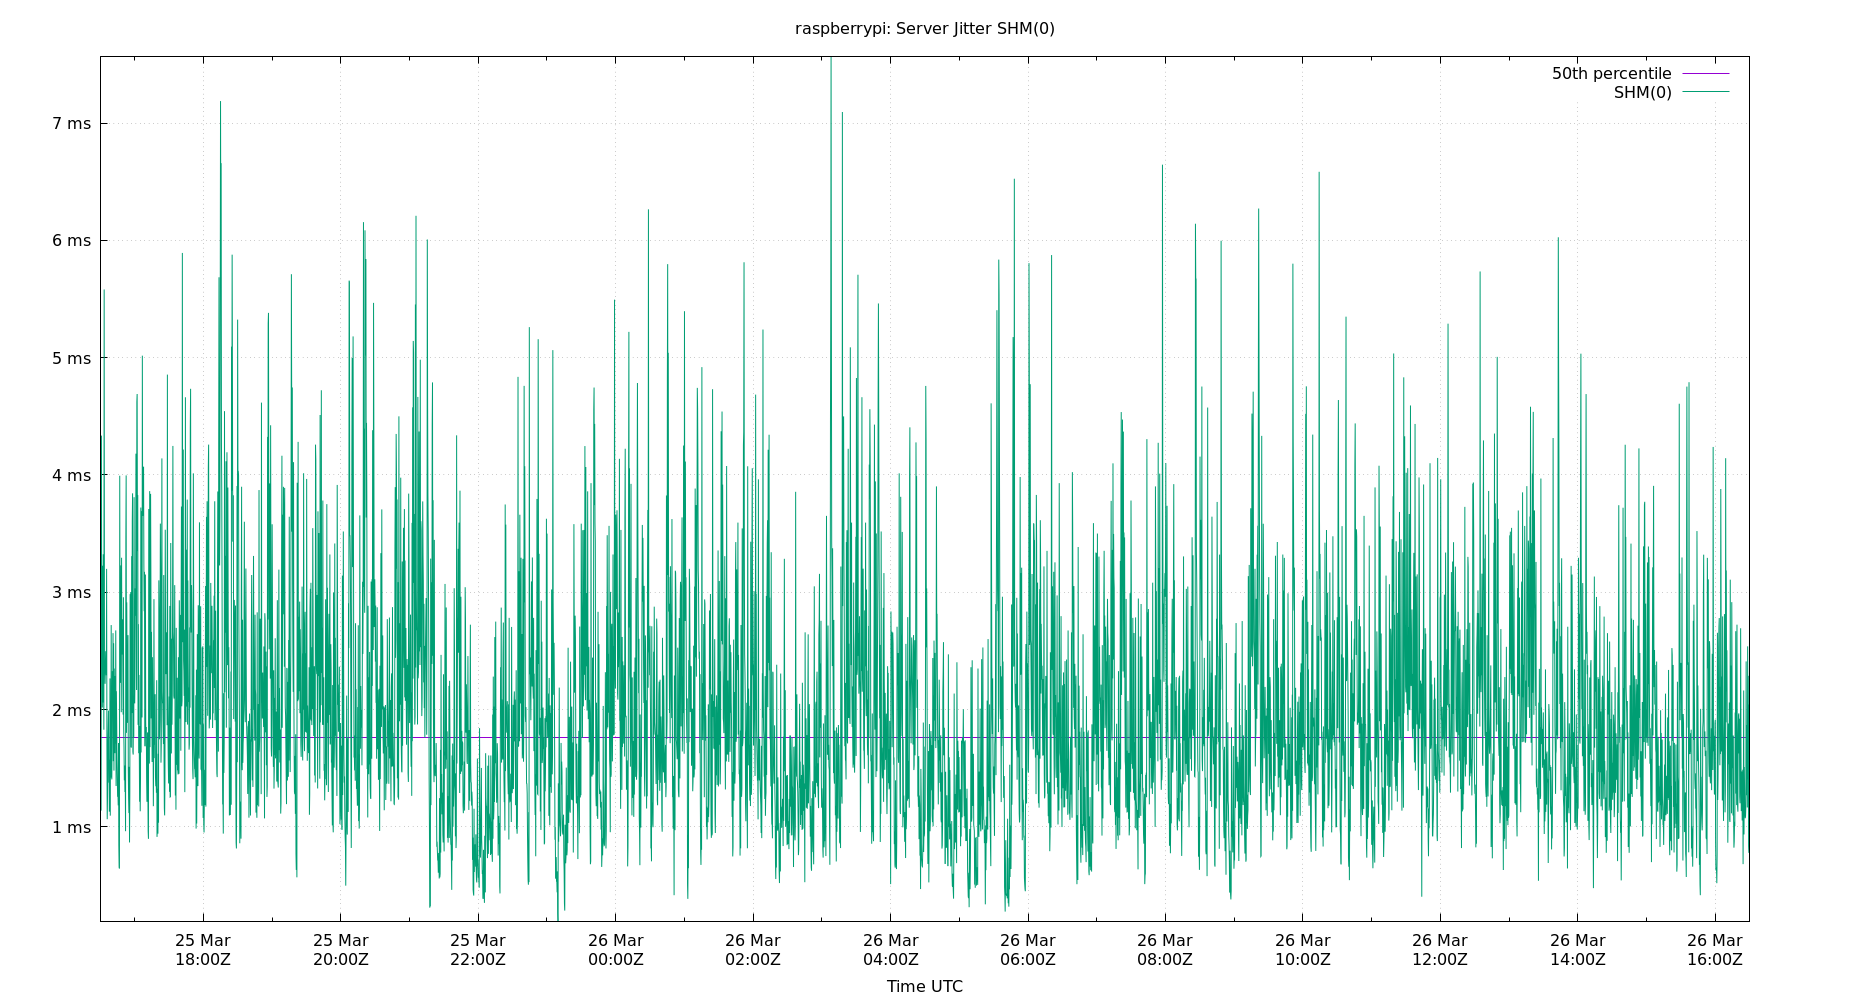 raspberrypi: Server Jitter SHM(0)
50th percentile
SHM(0)
7 ms
6 ms
5 ms
4 ms
3 ms
2 ms
1 ms
25 Mar 25 Mar 25 Mar 26 Mar 26 Mar 26 Mar 26 Mar 26 Mar 26 Mar 26 Mar 26 Mar 26 Mar
18:00Z 20:00Z 22:00Z 00:00Z 02:00Z 04:00Z 06:00Z 08:00Z 10:00Z 12:00Z 14:00Z 16:00Z
Time UTC